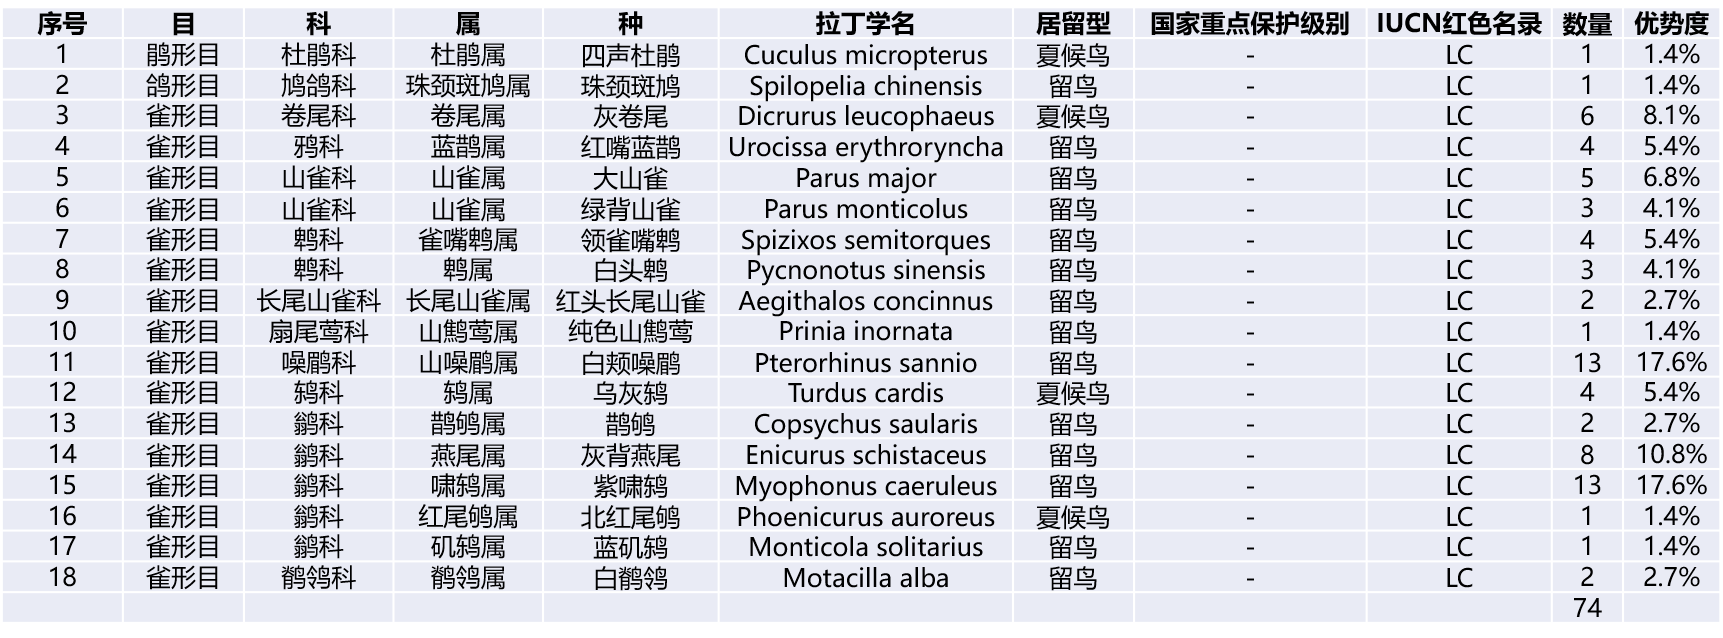 序号 目 科 属 种 拉丁学名 居留型 国家重点保护级别 IUCN红色名录 数量 优势度
1 鹃形目 杜鹃科 杜鹃属 四声杜鹃 Cuculus micropterus 夏候鸟 - LC 1 1.4%
2 鸽形目 鸠鸽科 珠颈斑鸠属 珠颈斑鸠 Spilopelia chinensis 留鸟 - LC 1 1.4%
3 雀形目 卷尾科 卷尾属 灰卷尾 Dicrurus leucophaeus 夏候鸟 - LC 6 8.1%
4 雀形目 鸦科 蓝鹊属 红嘴蓝鹊 Urocissa erythroryncha 留鸟 - LC 4 5.4%
5 雀形目 山雀科 山雀属 大山雀 Parus major 留鸟 - LC 5 6.8%
6 雀形目 山雀科 山雀属 绿背山雀 Parus monticolus 留鸟 - LC 3 4.1%
7 雀形目 鹎科 雀嘴鹎属 领雀嘴鹎 Spizixos semitorques 留鸟 - LC 4 5.4%
8 雀形目 鹎科 鹎属 白头鹎 Pycnonotus sinensis 留鸟 - LC 3 4.1%
9 雀形目 长尾山雀科 长尾山雀属 红头长尾山雀 Aegithalos concinnus 留鸟 - LC 2 2.7%
10 雀形目 扇尾莺科 山鹪莺属 纯色山鹪莺 Prinia inornata 留鸟 - LC 1 1.4%
11 雀形目 噪鹛科 山噪鹛属 白颊噪鹛 Pterorhinus sannio 留鸟 - LC 13 17.6%
12 雀形目 鸫科 鸫属 乌灰鸫 Turdus cardis 夏候鸟 - LC 4 5.4%
13 雀形目 鹟科 鹊鸲属 鹊鸲 Copsychus saularis 留鸟 - LC 2 2.7%
14 雀形目 鹟科 燕尾属 灰背燕尾 Enicurus schistaceus 留鸟 - LC 8 10.8%
15 雀形目 鹟科 啸鸫属 紫啸鸫 Myophonus caeruleus 留鸟 - LC 13 17.6%
16 雀形目 鹟科 红尾鸲属 北红尾鸲 Phoenicurus auroreus 夏候鸟 - LC 1 1.4%
17 雀形目 鹟科 矶鸫属 蓝矶鸫 Monticola solitarius 留鸟 - LC 1 1.4%
18 雀形目 鹡鸰科 鹡鸰属 白鹡鸰 Motacilla alba 留鸟 - LC 2 2.7%
74